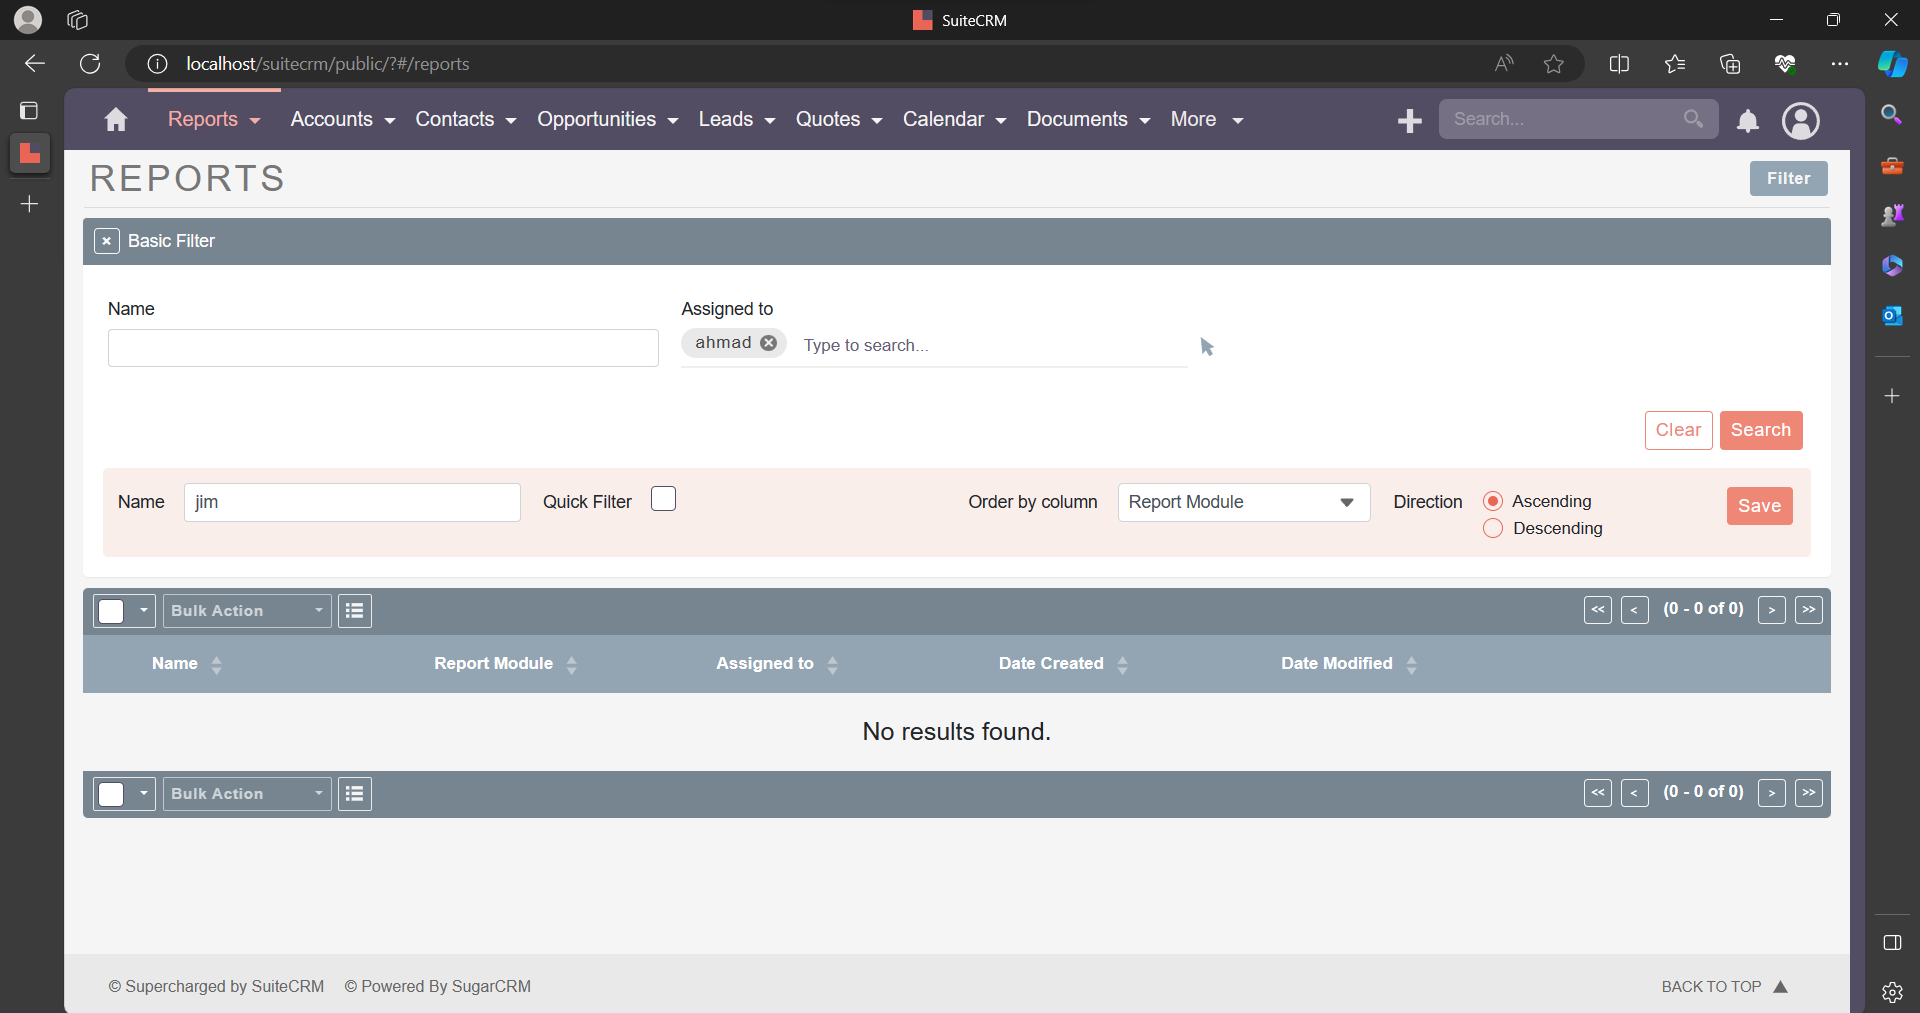 SuiteCRM
localhost/suitecrm/public/?#/reports
Reports Accounts Contacts Opportunities Leads Quotes Calendar Documents More Search...
REPORTS
Filter
× Basic Filter
Name
Assigned to
ahmad Type to search...
Clear Search
Name jim Quick Filter Order by column Report Module Direction Ascending
Descending
Save
Bulk Action << < (0 - 0 of 0) > >>
Name Report Module Assigned to Date Created Date Modified
No results found.
Bulk Action << < (0 - 0 of 0) > >>
© Supercharged by SuiteCRM © Powered By SugarCRM BACK TO TOP